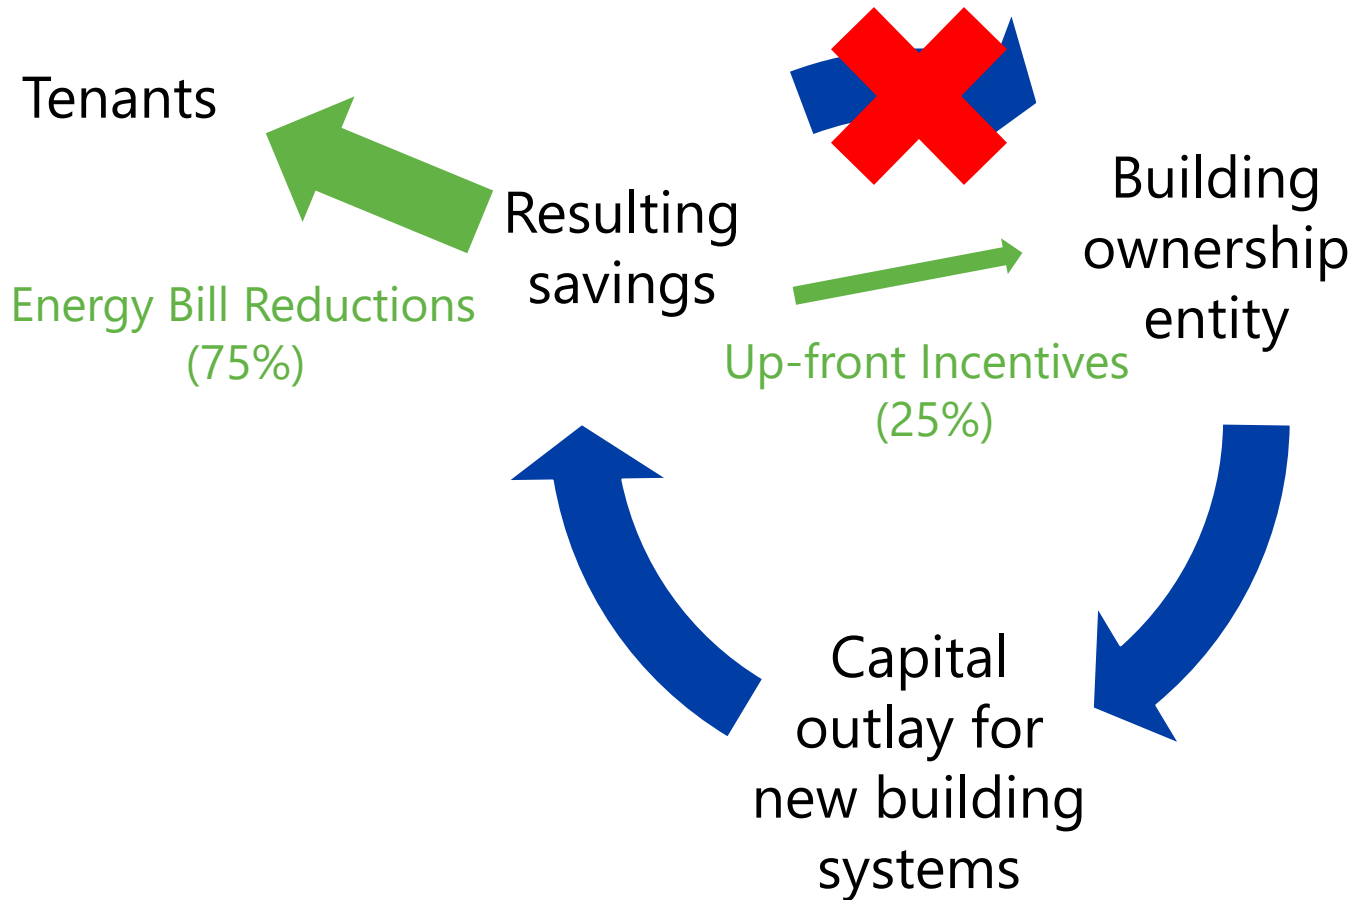 Tenants
Resulting
savings
Building
ownership
entity
Energy Bill Reductions
(75%)
Up-front Incentives
(25%)
Capital
outlay for
new building
systems